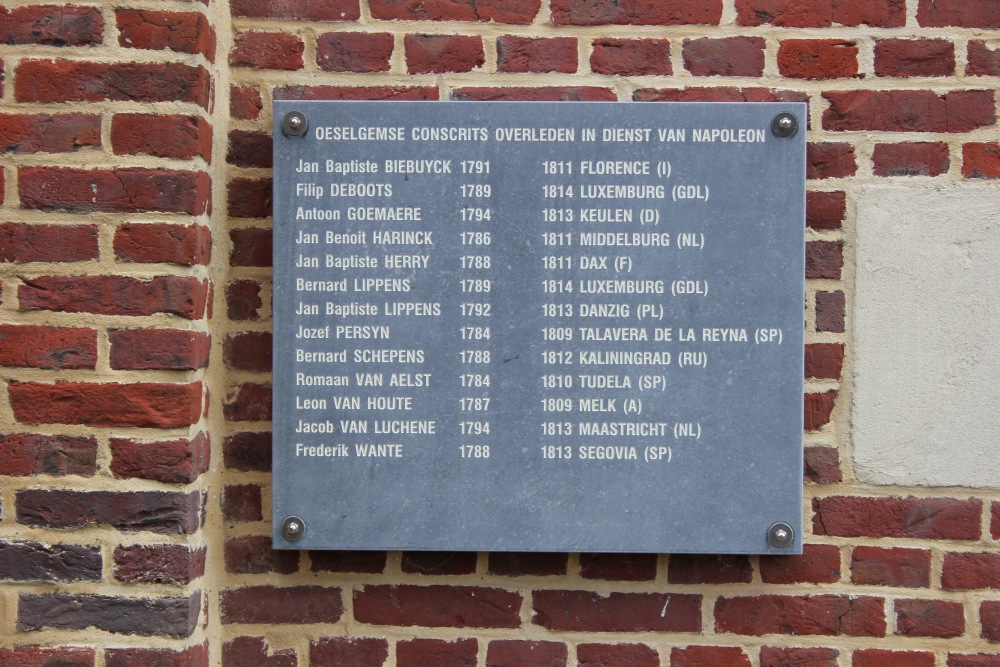 OESELGEMSE CONSCRITS OVERLEDEN IN DIENST VAN NAPOLEON
Jan Baptiste BIEBUYCK 1791 1811 FLORENCE (I)
Filip DEBOOTS 1789 1814 LUXEMBURG (GDL)
Antoon GOEMAERE 1794 1813 KEULEN (D)
Jan Benoit HARINCK 1786 1811 MIDDELBURG (NL)
Jan Baptiste HERRY 1788 1811 DAX (F)
Bernard LIPPENS 1789 1814 LUXEMBURG (GDL)
Jan Baptiste LIPPENS 1792 1813 DANZIG (PL)
Jozef PERSYN 1784 1809 TALAVERA DE LA REYNA (SP)
Bernard SCHEPENS 1788 1812 KALININGRAD (RU)
Romaan VAN AELST 1784 1810 TUDELA (SP)
Leon VAN HOUTE 1787 1809 MELK (A)
Jacob VAN LUCHENE 1794 1813 MAASTRICHT (NL)
Frederik WANTE 1788 1813 SEGOVIA (SP)